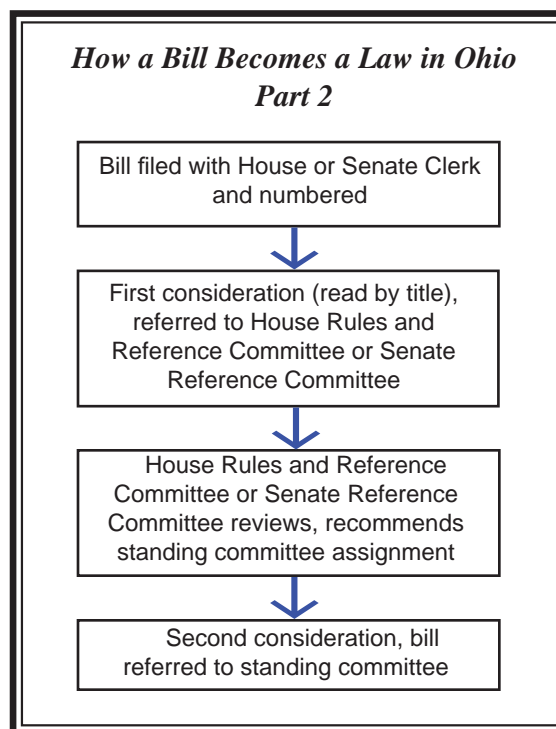 How a Bill Becomes a Law in Ohio
Part 2
Bill filed with House or Senate Clerk
and numbered
First consideration (read by title),
referred to House Rules and
Reference Committee or Senate
Reference Committee
House Rules and Reference
Committee or Senate Reference
Committee reviews, recommends
standing committee assignment
Second consideration, bill
referred to standing committee